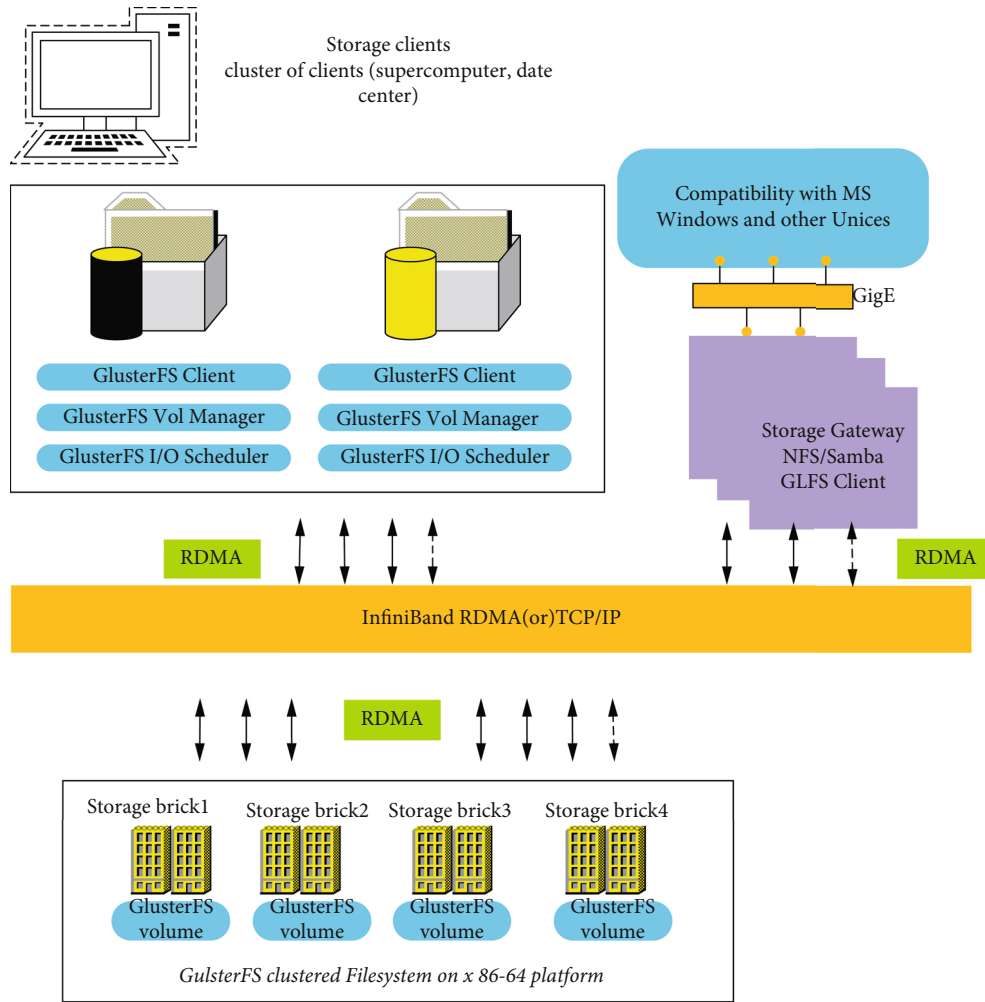 Storage clients
cluster of clients (supercomputer, date
center)
Compatibility with MS
Windows and other Unices
GigE
GlusterFS Client
GlusterFS Vol Manager
GlusterFS I/O Scheduler
GlusterFS Client
GlusterFS Vol Manager
GlusterFS I/O Scheduler
Storage Gateway
NFS/Samba
GLFS Client
RDMA
RDMA
InfiniBand RDMA(or)TCP/IP
RDMA
Storage brick1
Storage brick2
Storage brick3
Storage brick4
GlusterFS
volume
GlusterFS
volume
GlusterFS
volume
GlusterFS
volume
GulsterFS clustered Filesystem on x 86-64 platform